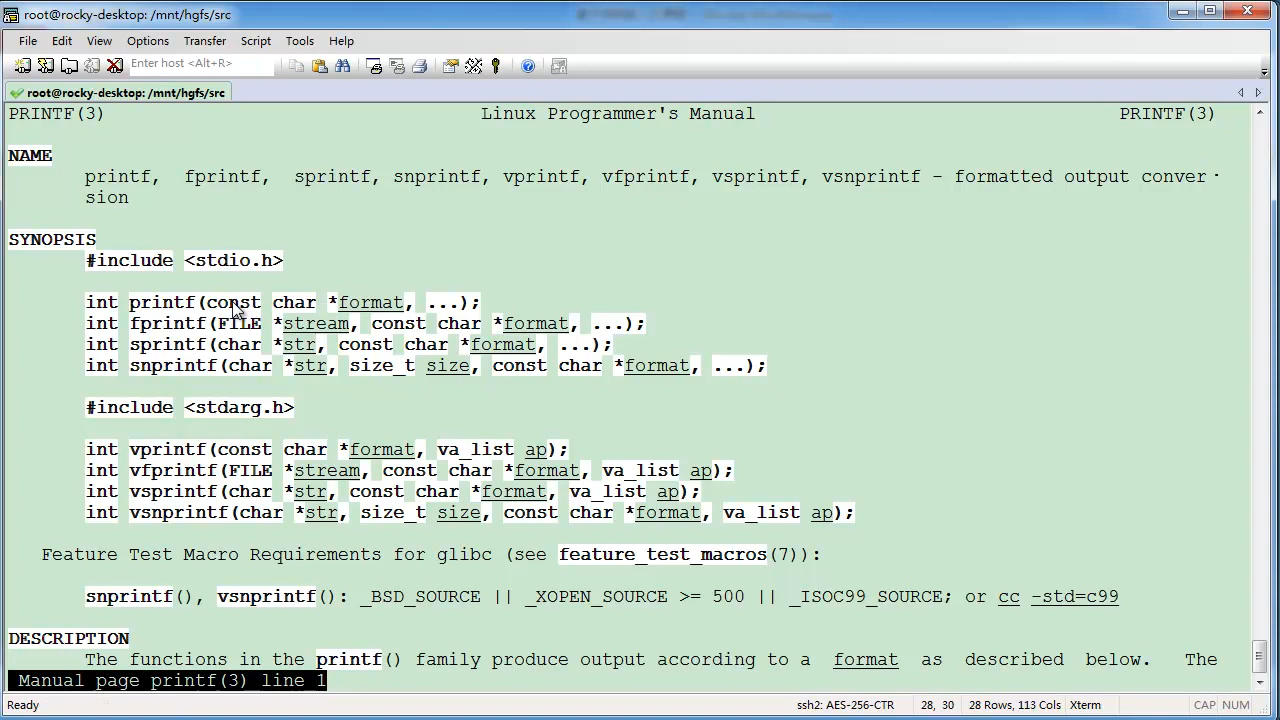 root@rocky-desktop: /mnt/hgfs/src
File Edit View Options Transfer Script Tools Help
Enter host <Alt+R>
root@rocky-desktop: /mnt/hgfs/src
PRINTF(3) Linux Programmer's Manual PRINTF(3)
NAME
printf, fprintf, sprintf, snprintf, vprintf, vfprintf, vsprintf, vsnprintf - formatted output conver-
sion
SYNOPSIS
#include <stdio.h>
int printf(const char *format, ...);
int fprintf(FILE *stream, const char *format, ...);
int sprintf(char *str, const char *format, ...);
int snprintf(char *str, size_t size, const char *format, ...);
#include <stdarg.h>
int vprintf(const char *format, va_list ap);
int vfprintf(FILE *stream, const char *format, va_list ap);
int vsprintf(char *str, const char *format, va_list ap);
int vsnprintf(char *str, size_t size, const char *format, va_list ap);
Feature Test Macro Requirements for glibc (see feature_test_macros(7)):
snprintf(), vsnprintf(): _BSD_SOURCE || _XOPEN_SOURCE >= 500 || _ISOC99_SOURCE; or cc -std=c99
DESCRIPTION
The functions in the printf() family produce output according to a format as described below. The
Manual page printf(3) line 1
Ready ssh2: AES-256-CTR 28, 30 28 Rows, 113 Cols Xterm CAP NUM